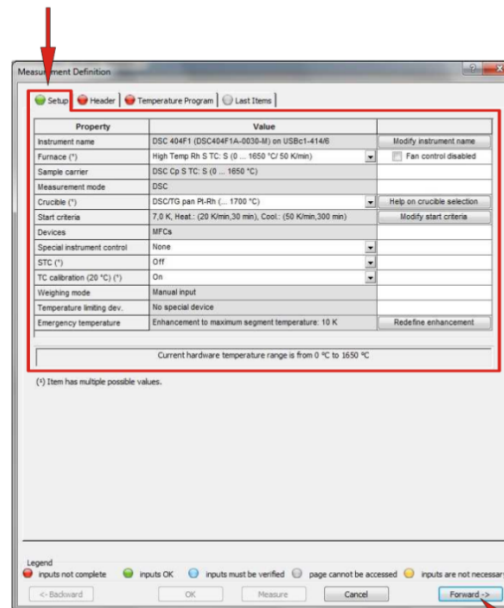 Measurement Definition
Setup Header Temperature Program Last Items
Property Value
Instrument name DSC 404F1 (DSC404F1A-0030-M) on USBc1-414/6 Modify instrument name
Furnace (*) High Temp Rh S TC: S (0 ... 1650 °C/ 50 K/min) Fan control disabled
Sample carrier DSC Cp S TC: S (0 ... 1650 °C)
Measurement mode DSC
Crucible (*) DSC/TG pan Pt-Rh (... 1700 °C) Help on crucible selection
Start criteria 7,0 K, Heat.: (20 K/min,30 min), Cool.: (50 K/min,300 min) Modify start criteria
Devices MFCs
Special instrument control None
STC (*) Off
TC calibration (20 °C) (*) On
Weighing mode Manual input
Temperature limiting dev. No special device
Emergency temperature Enhancement to maximum segment temperature: 10 K Redefine enhancement
Current hardware temperature range is from 0 °C to 1650 °C
(*) Item has multiple possible values.
Legend
inputs not complete inputs OK inputs must be verified page cannot be accessed inputs are not necessar
<- Backward OK Measure Cancel Forward ->